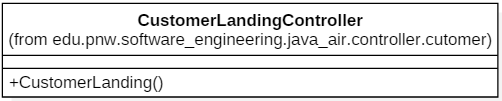 CustomerLandingController
(from edu.pnw.software_engineering.java_air.controller.cutomer)
+CustomerLanding()